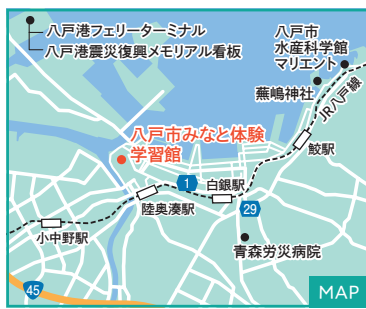 八戸港フェリーターミナル
八戸港震災復興メモリアル看板
八戸市
水産科学館
マリエント
蕪嶋神社
JR八戸線
鮫駅
八戸市みなと体験
学習館
1
白銀駅
陸奥湊駅
29
小中野駅
青森労災病院
45
MAP